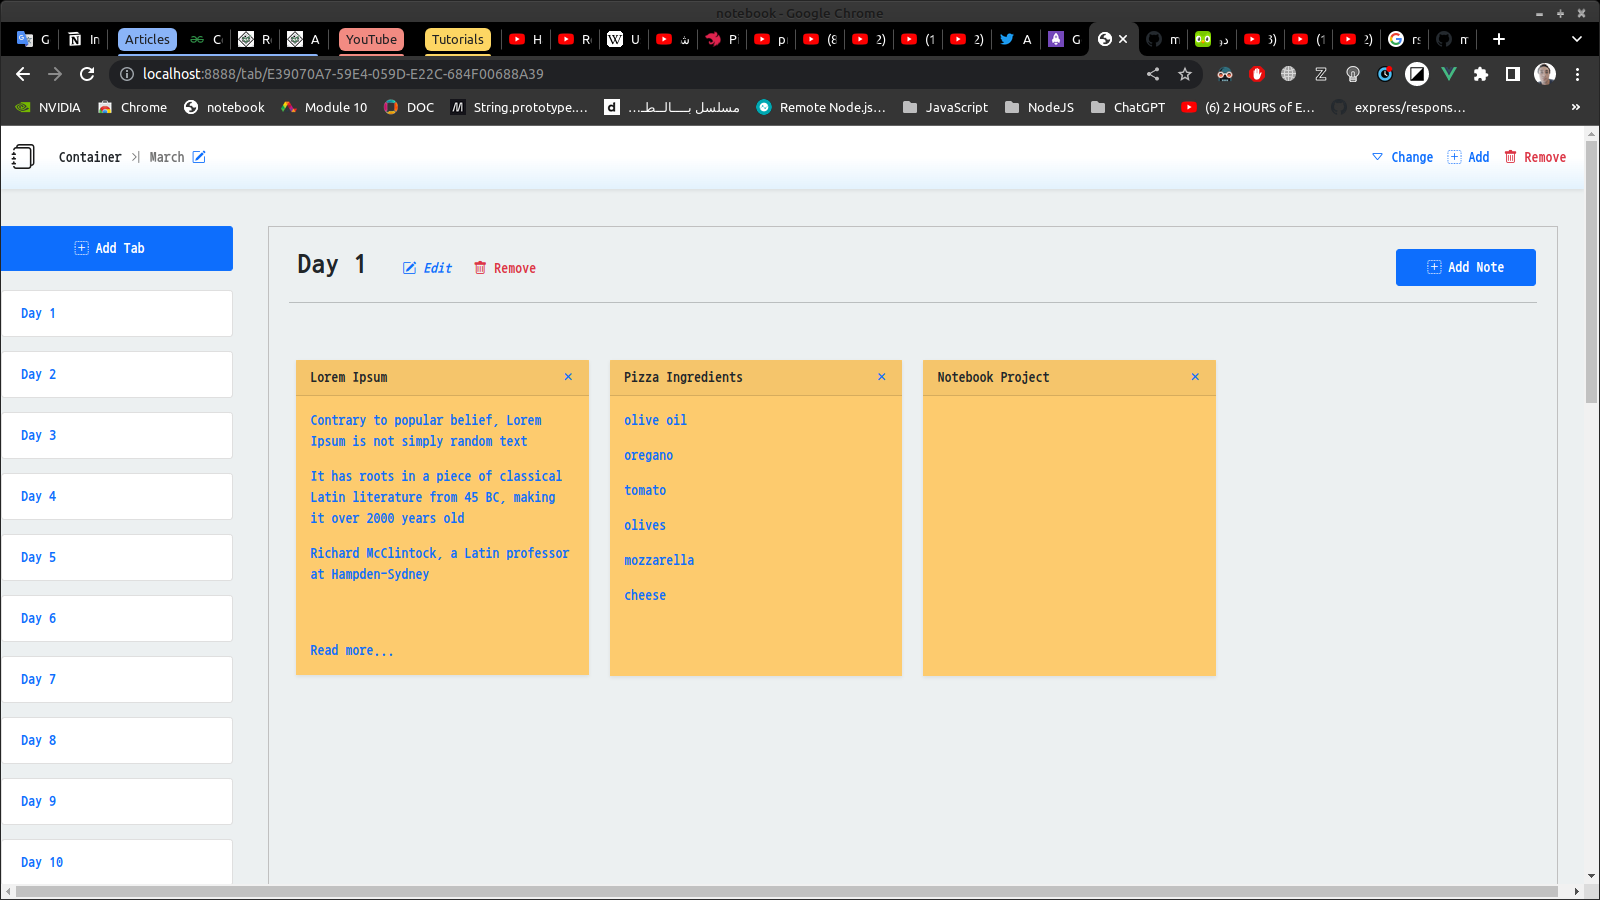 notebook - Google Chrome
G In Articles Co R A YouTube Tutorials H R U ش Pi p (8 2) (1 2) A G m دو 3) (1 2) rs m
localhost:8888/tab/E39070A7-59E4-059D-E22C-684F00688A39
NVIDIA Chrome notebook Module 10 DOC String.prototype.... ...مسلسل بـــالــطـ Remote Node.js... JavaScript NodeJS ChatGPT (6) 2 HOURS of E... express/respons... »
Container March Change Add Remove
Add Tab
Day 1
Day 2
Day 3
Day 4
Day 5
Day 6
Day 7
Day 8
Day 9
Day 10
Day 1 Edit Remove Add Note
Lorem Ipsum
Contrary to popular belief, Lorem
Ipsum is not simply random text
It has roots in a piece of classical
Latin literature from 45 BC, making
it over 2000 years old
Richard McClintock, a Latin professor
at Hampden-Sydney
Read more...
Pizza Ingredients
olive oil
oregano
tomato
olives
mozzarella
cheese
Notebook Project